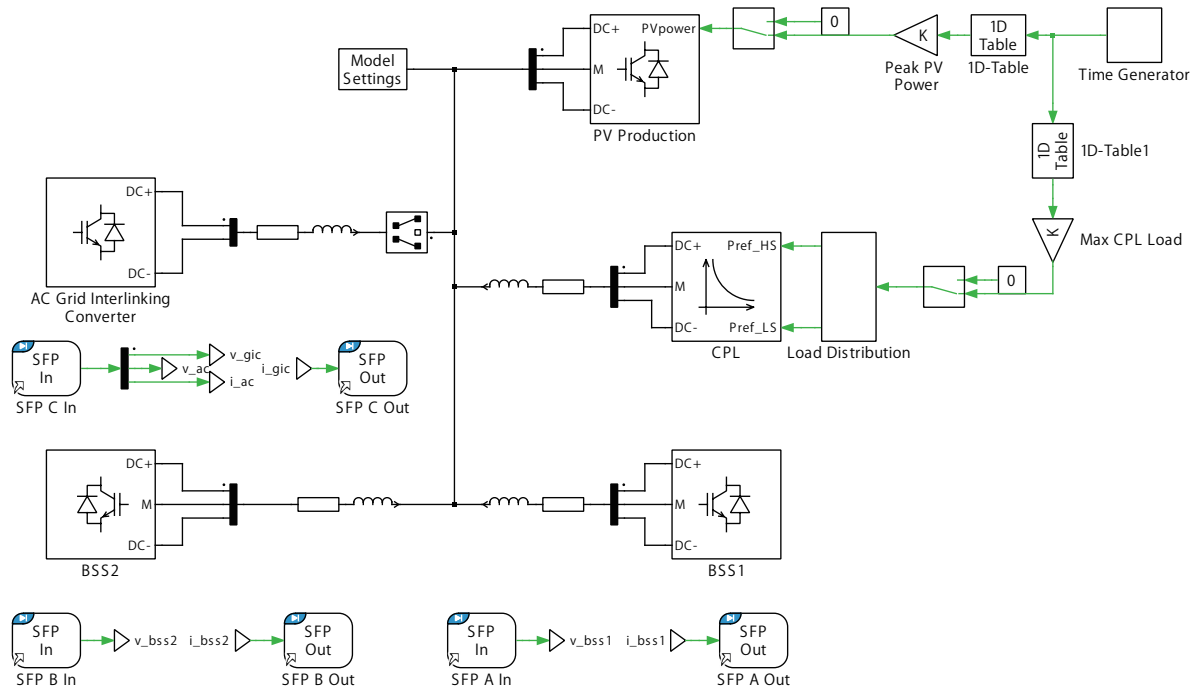 Model
Settings
DC+
M
DC-
PVpower
PV Production
0
K
Peak PV
Power
1D
Table
1D-Table
Time Generator
1D
Table
1D-Table1
K
Max CPL Load
DC+
DC-
AC Grid Interlinking
Converter
DC+
M
DC-
Pref_HS
Pref_LS
CPL
Load Distribution
0
SFP
In
SFP C In
v_gic
v_ac
i_ac
i_gic
SFP
Out
SFP C Out
DC+
M
DC-
BSS2
DC+
M
DC-
BSS1
SFP
In
SFP B In
v_bss2
i_bss2
SFP
Out
SFP B Out
SFP
In
SFP A In
v_bss1
i_bss1
SFP
Out
SFP A Out